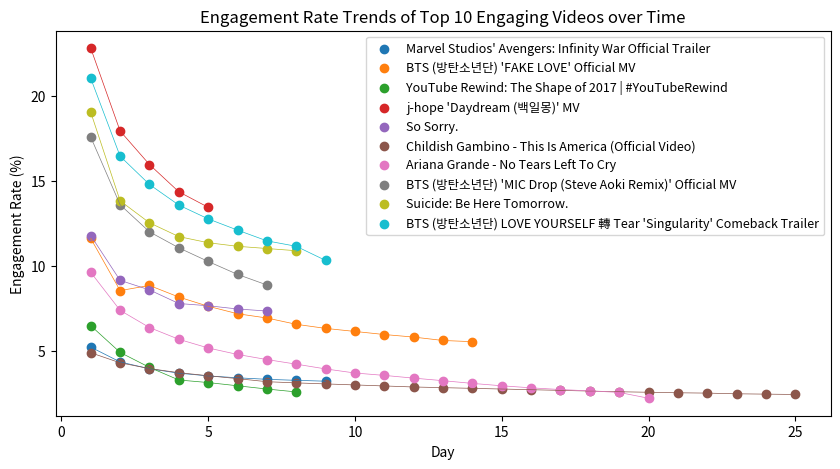 Engagement Rate Trends of Top 10 Engaging Videos over Time
Engagement Rate (%)
20
15
10
5
Marvel Studios' Avengers: Infinity War Official Trailer
BTS (방탄소년단) 'FAKE LOVE' Official MV
YouTube Rewind: The Shape of 2017 | #YouTubeRewind
j-hope 'Daydream (백일몽)' MV
So Sorry.
Childish Gambino - This Is America (Official Video)
Ariana Grande - No Tears Left To Cry
BTS (방탄소년단) 'MIC Drop (Steve Aoki Remix)' Official MV
Suicide: Be Here Tomorrow.
BTS (방탄소년단) LOVE YOURSELF 轉 Tear 'Singularity' Comeback Trailer
0 5 10 15 20 25
Day